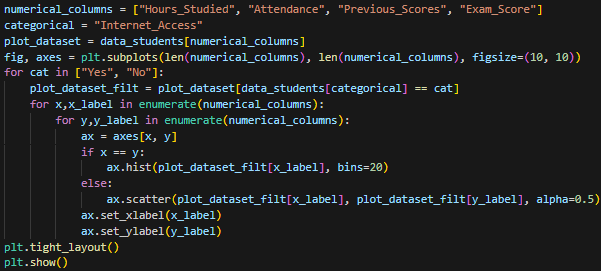 numerical_columns = ["Hours_Studied", "Attendance", "Previous_Scores", "Exam_Score"]
categorical = "Internet_Access"
plot_dataset = data_students[numerical_columns]
fig, axes = plt.subplots(len(numerical_columns), len(numerical_columns), figsize=(10, 10))
for cat in ["Yes", "No"]:
    plot_dataset_filt = plot_dataset[data_students[categorical] == cat]
    for x,x_label in enumerate(numerical_columns):
        for y,y_label in enumerate(numerical_columns):
            ax = axes[x, y]
            if x == y:
                ax.hist(plot_dataset_filt[x_label], bins=20)
            else:
                ax.scatter(plot_dataset_filt[x_label], plot_dataset_filt[y_label], alpha=0.5)
            ax.set_xlabel(x_label)
            ax.set_ylabel(y_label)
plt.tight_layout()
plt.show()